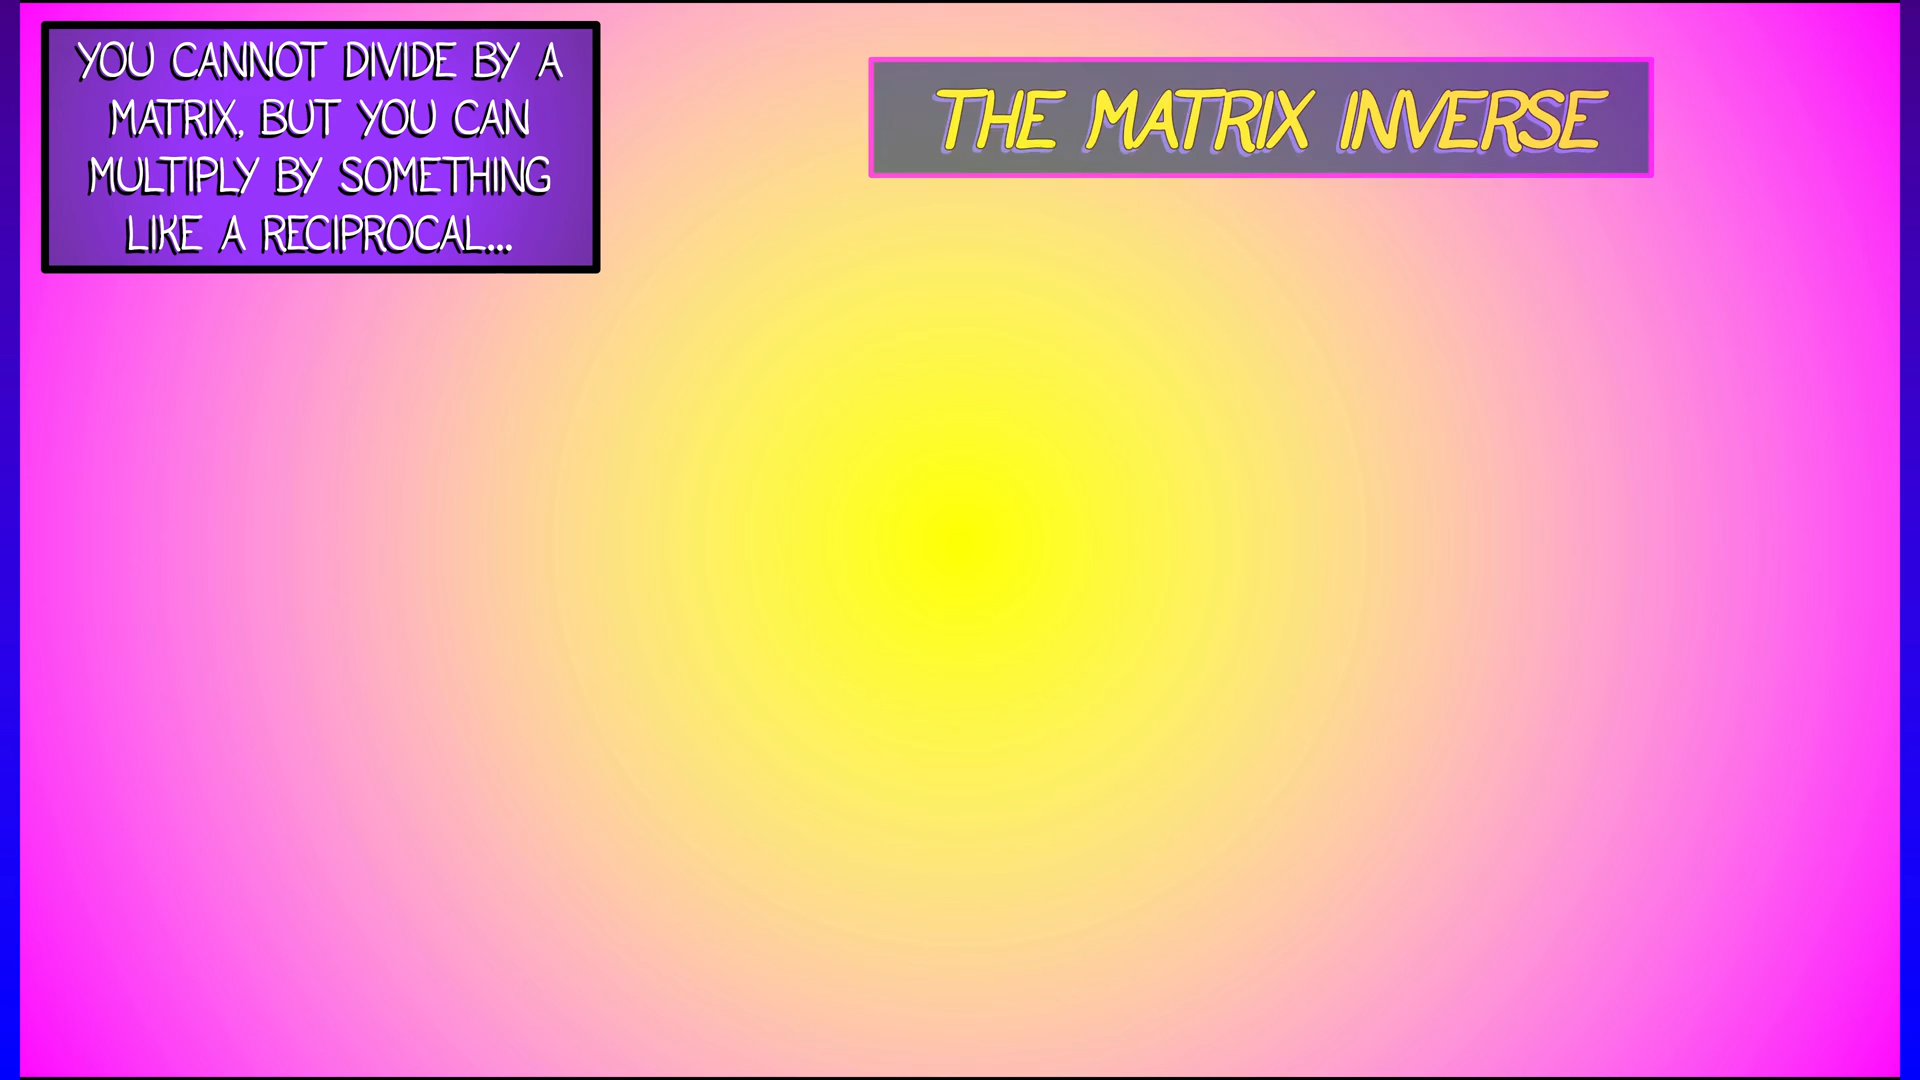 YOU CANNOT DIVIDE BY A
MATRIX, BUT YOU CAN
MULTIPLY BY SOMETHING
LIKE A RECIPROCAL...
THE MATRIX INVERSE